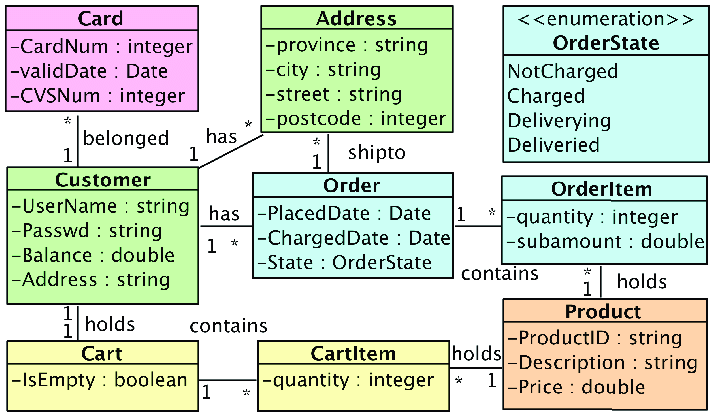 Card
-CardNum : integer
-validDate : Date
-CVSNum : integer
Address
-province : string
-city : string
-street : string
-postcode : integer
<<enumeration>>
OrderState
NotCharged
Charged
Deliverying
Deliveried
*
belonged
1
has
*
1
*
shipto
1
Customer
-UserName : string
-Passwd : string
-Balance : double
-Address : string
has
1
*
Order
-PlacedDate : Date
-ChargedDate : Date
-State : OrderState
1
*
contains
OrderItem
-quantity : integer
-subamount : double
*
holds
1
1
holds
1
Cart
-IsEmpty : boolean
contains
1
*
CartItem
-quantity : integer
holds
*
1
Product
-ProductID : string
-Description : string
-Price : double